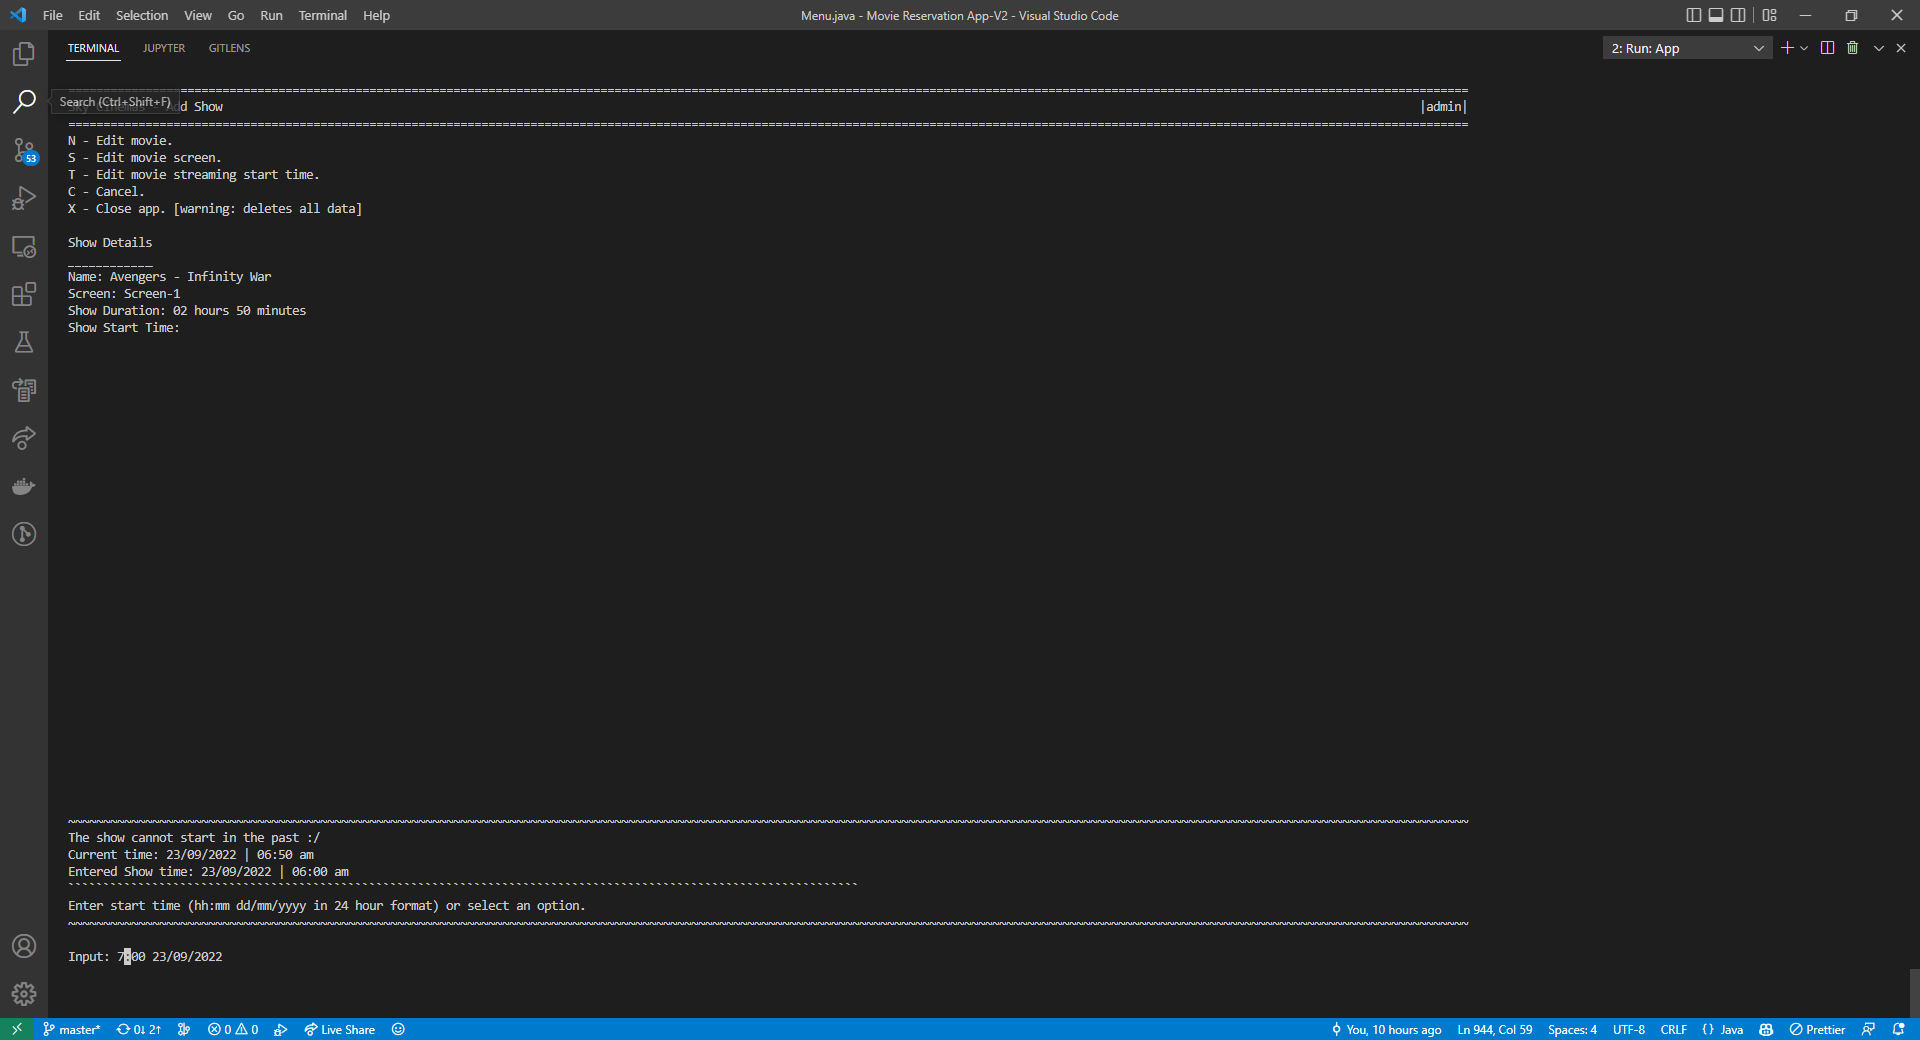 File Edit Selection View Go Run Terminal Help Menu.java - Movie Reservation App-V2 - Visual Studio Code
TERMINAL JUPYTER GITLENS 2: Run: App
Search (Ctrl+Shift+F)
Sky Cinemas - Add Show |admin|
N - Edit movie.
S - Edit movie screen.
53
T - Edit movie streaming start time.
C - Cancel.
X - Close app. [warning: deletes all data]
Show Details
____________
Name: Avengers - Infinity War
Screen: Screen-1
Show Duration: 02 hours 50 minutes
Show Start Time:
The show cannot start in the past :/
Current time: 23/09/2022 | 06:50 am
Entered Show time: 23/09/2022 | 06:00 am
Enter start time (hh:mm dd/mm/yyyy in 24 hour format) or select an option.
Input: 7:00 23/09/2022
master* 0↓ 2↑ 0 0 Live Share You, 10 hours ago Ln 944, Col 59 Spaces: 4 UTF-8 CRLF {} Java Prettier